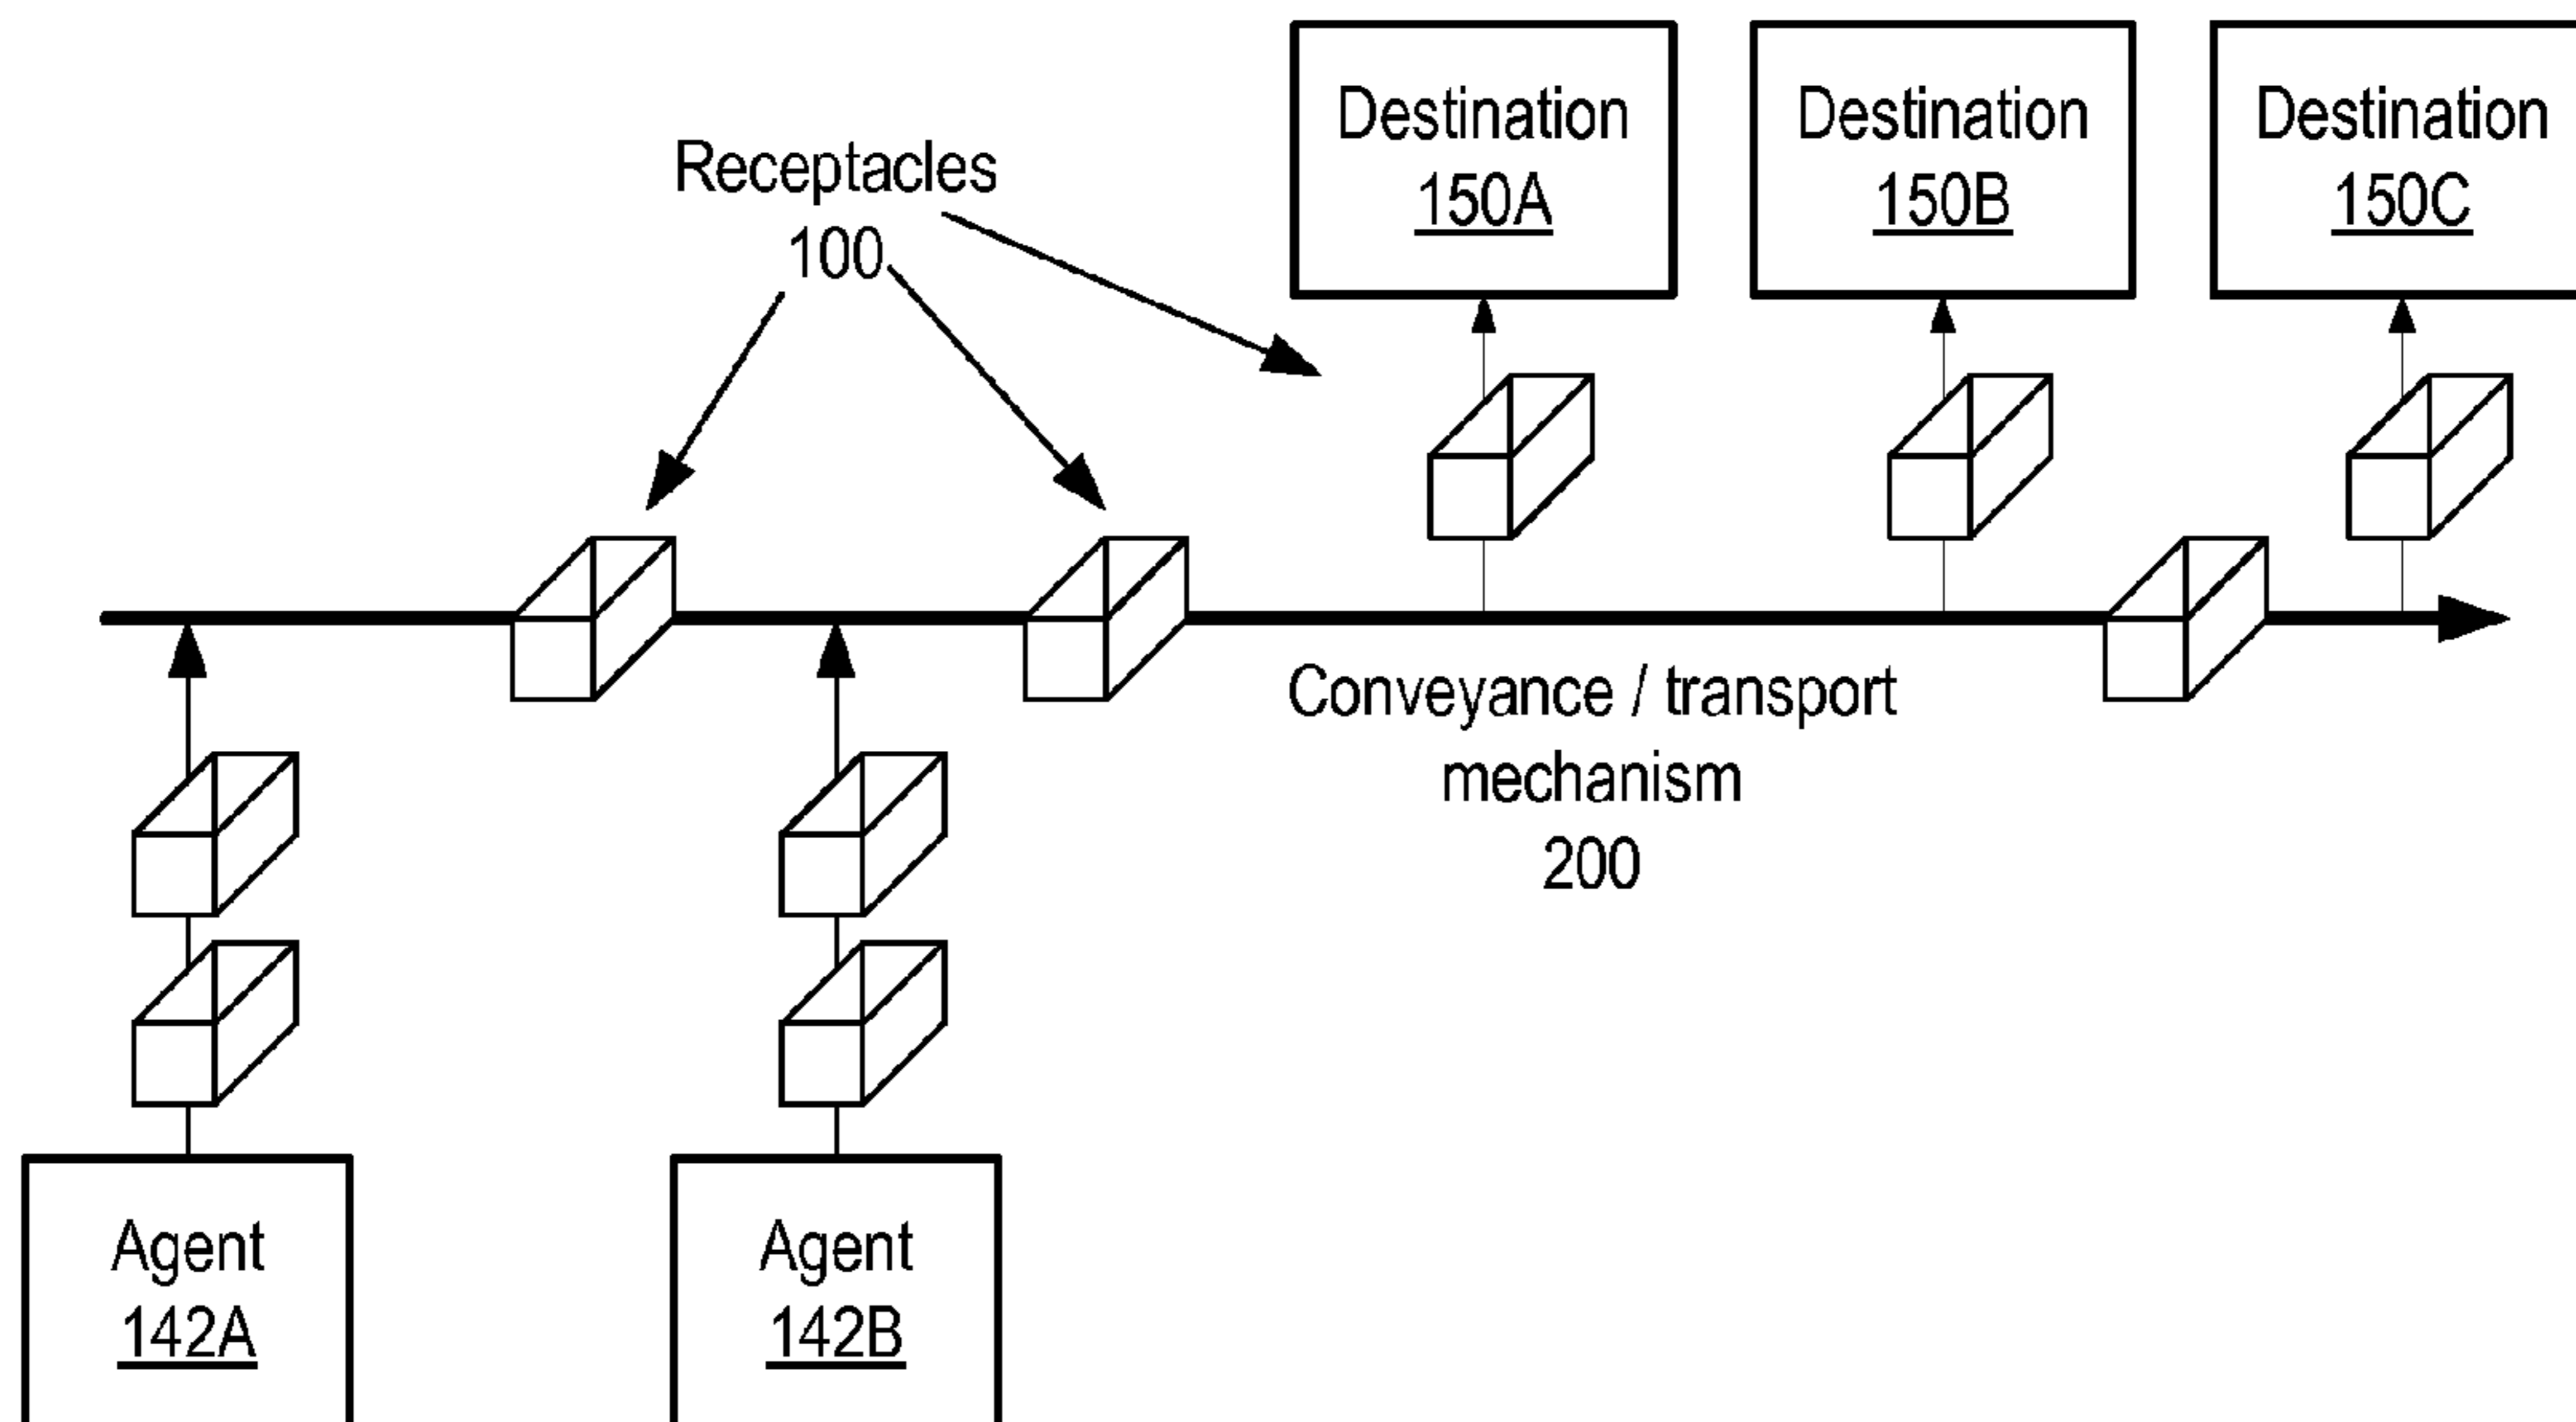 Receptacles
100
Destination
150A
Destination
150B
Destination
150C
Conveyance / transport
mechanism
200
Agent
142A
Agent
142B